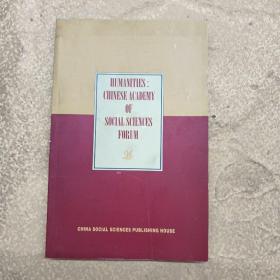 HUMANITIES:
CHINESE ACADEMY
OF
SOCIAL SCIENCES
FORUM
CHINA SOCIAL SCIENCES PUBLISHING HOUSE